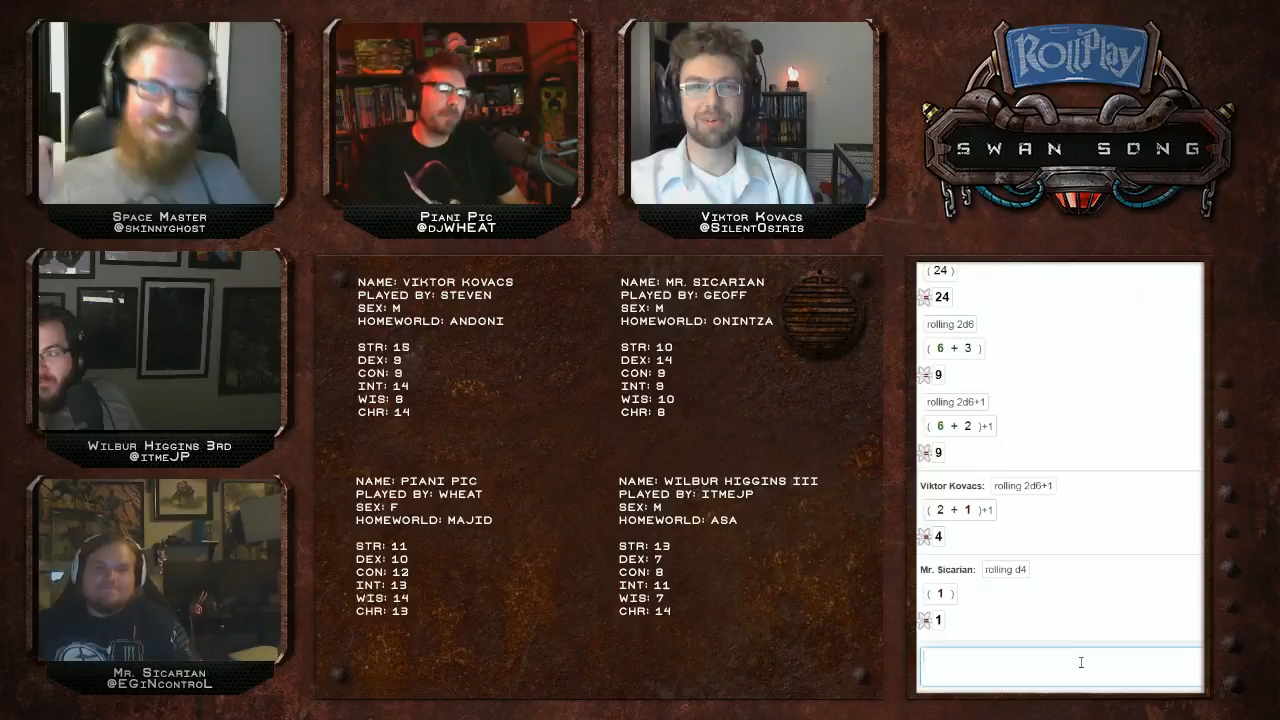 ROLLPLAY
SWAN SONG
SPACE MASTER
@SKINNYGHOST
PIANI PIC
@DJWHEAT
VIKTOR KOVACS
@SILENTOSIRIS
WILBUR HIGGINS 3RD
@ITMEJP
MR. SICARIAN
@EGINCONTROL
NAME: VIKTOR KOVACS
PLAYED BY: STEVEN
SEX: M
HOMEWORLD: ANDONI
STR: 15
DEX: 9
CON: 9
INT: 14
WIS: 8
CHR: 14
NAME: MR. SICARIAN
PLAYED BY: GEOFF
SEX: M
HOMEWORLD: ONINTZA
STR: 10
DEX: 14
CON: 9
INT: 9
WIS: 10
CHR: 8
NAME: PIANI PIC
PLAYED BY: WHEAT
SEX: F
HOMEWORLD: MAJID
STR: 11
DEX: 10
CON: 12
INT: 13
WIS: 14
CHR: 13
NAME: WILBUR HIGGINS III
PLAYED BY: ITMEJP
SEX: M
HOMEWORLD: ASA
STR: 13
DEX: 7
CON: 8
INT: 11
WIS: 7
CHR: 14
( 24 )
= 24
rolling 2d6
( 6 + 3 )
= 9
rolling 2d6+1
( 6 + 2 )+1
= 9
Viktor Kovacs: rolling 2d6+1
( 2 + 1 )+1
= 4
Mr. Sicarian: rolling d4
( 1 )
= 1